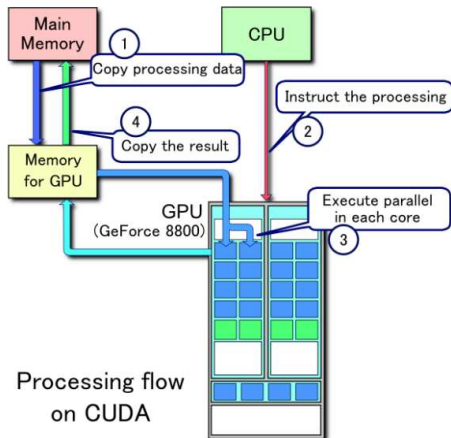 Main
Memory
CPU
1
Copy processing data
Instruct the processing
2
4
Copy the result
Memory
for GPU
GPU
(GeForce 8800)
Execute parallel
in each core
3
Processing flow
on CUDA